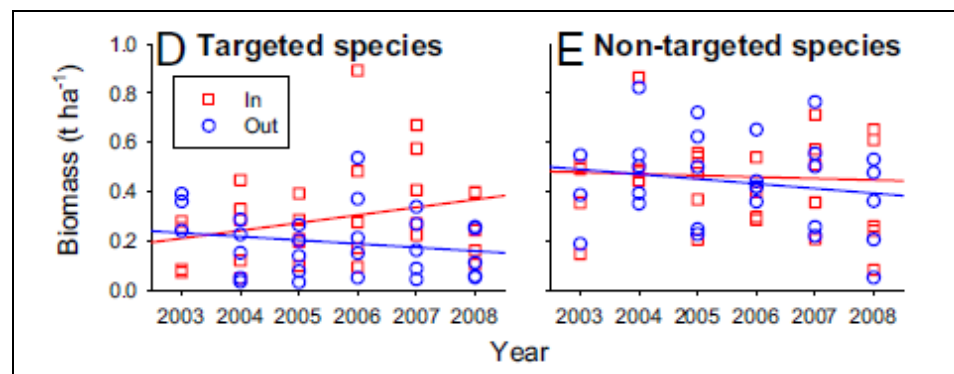 D Targeted species
E Non-targeted species
Biomass (t ha⁻¹)
1.0
0.8
0.6
0.4
0.2
0.0
In
Out
2003 2004 2005 2006 2007 2008
2003 2004 2005 2006 2007 2008
Year